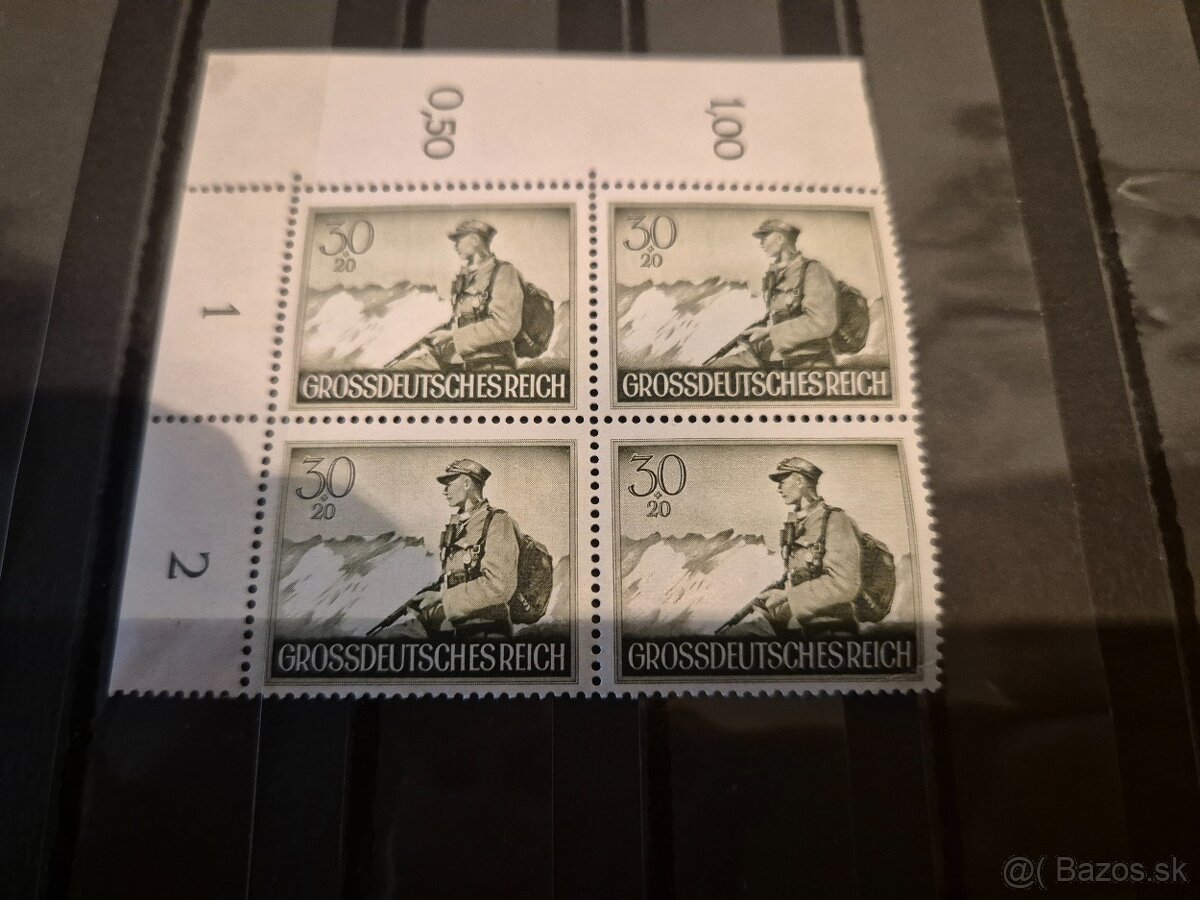 0,50 1,00
30 30
+20 +20
GROSSDEUTSCHES REICH GROSSDEUTSCHES REICH
1
30 30
+20 +20
GROSSDEUTSCHES REICH GROSSDEUTSCHES REICH
2
@( Bazos.sk